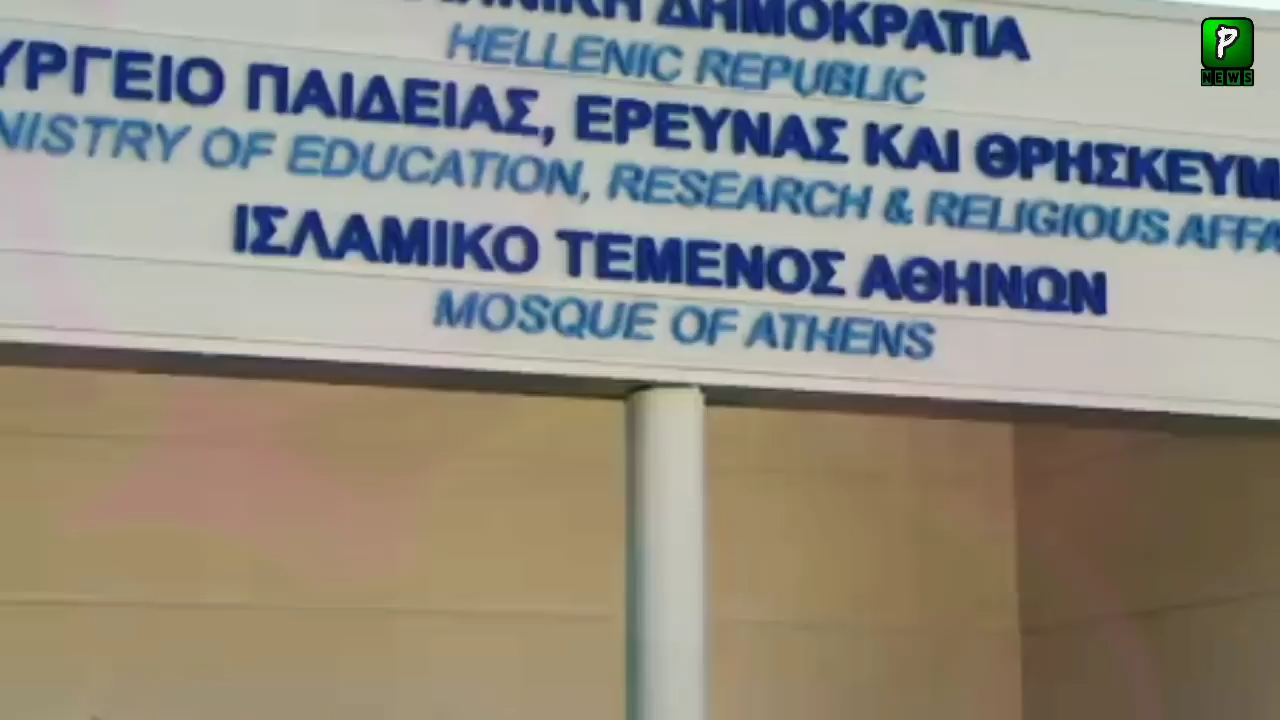 ΔΗΜΟΚΡΑΤΙΑ
HELLENIC REPUBLIC
ΠΑΙΔΕΙΑΣ, ΕΡΕΥΝΑΣ ΚΑΙ
OF EDUCATION, RESEARCH & RELIGIOUS
ΙΣΛΑΜΙΚΟ ΤΕΜΕΝΟΣ ΑΘΗΝΩΝ
MOSQUE OF ATHENS
P
NEWS